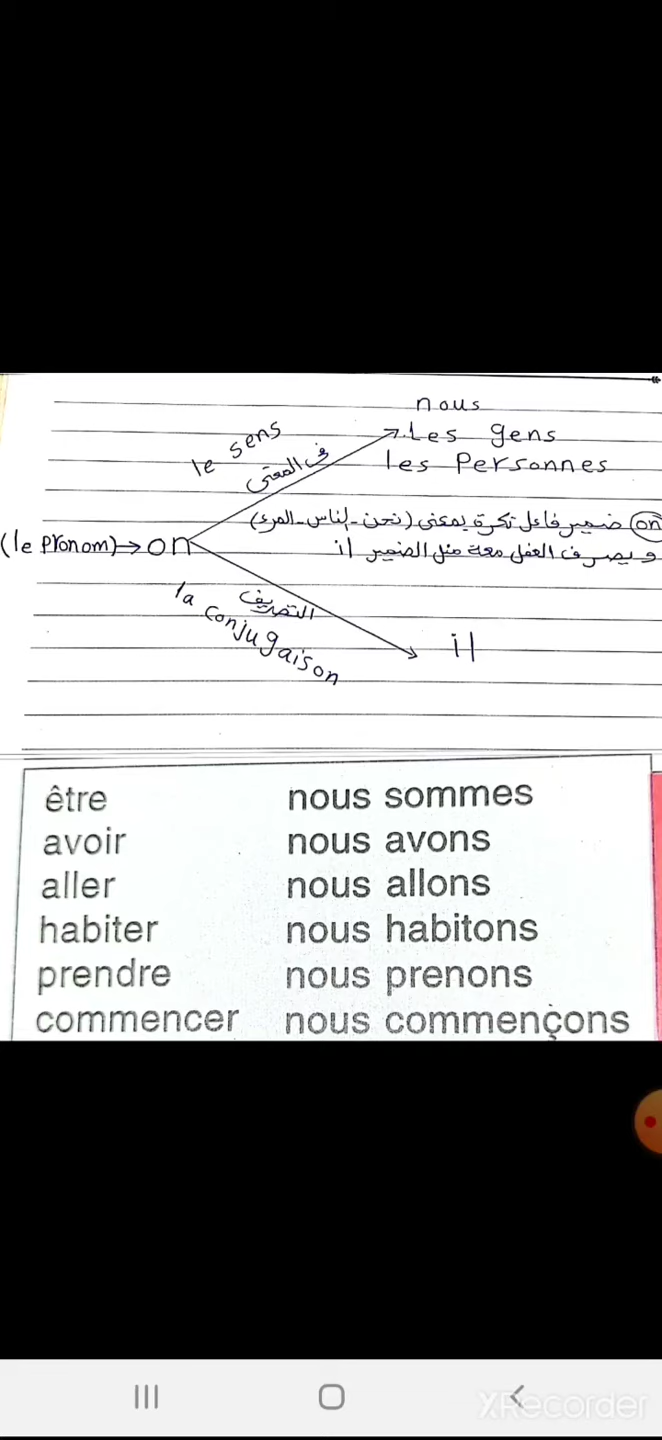 nous
Les gens
les Personnes
le sens
في المعنى
on ضمير فاعل نكرة بمعنى (نحن - الناس - المرء)
و يصرف الفعل معة مثل الضمير il
(le Pronom) → on
التصريف
la conjugaison
il
être nous sommes
avoir nous avons
aller nous allons
habiter nous habitons
prendre nous prenons
commencer nous commençons
XRecorder